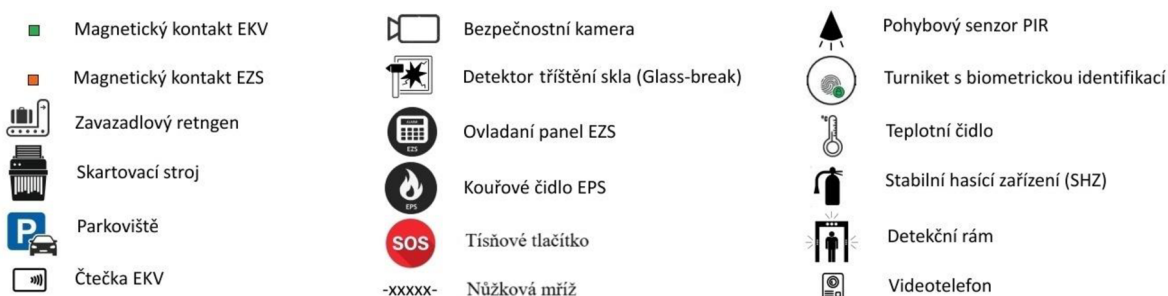 Magnetický kontakt EKV
Magnetický kontakt EZS
Zavazadlový retngen
Skartovací stroj
P
Parkoviště
Čtečka EKV
Bezpečnostní kamera
Detektor tříštění skla (Glass-break)
EZS
Ovladaní panel EZS
EPS
Kouřové čidlo EPS
SOS
Tísňové tlačítko
-xxxxx-
Nůžková mříž
Pohybový senzor PIR
Turniket s biometrickou identifikací
°c
Teplotní čidlo
Stabilní hasící zařízení (SHZ)
Detekční rám
Videotelefon